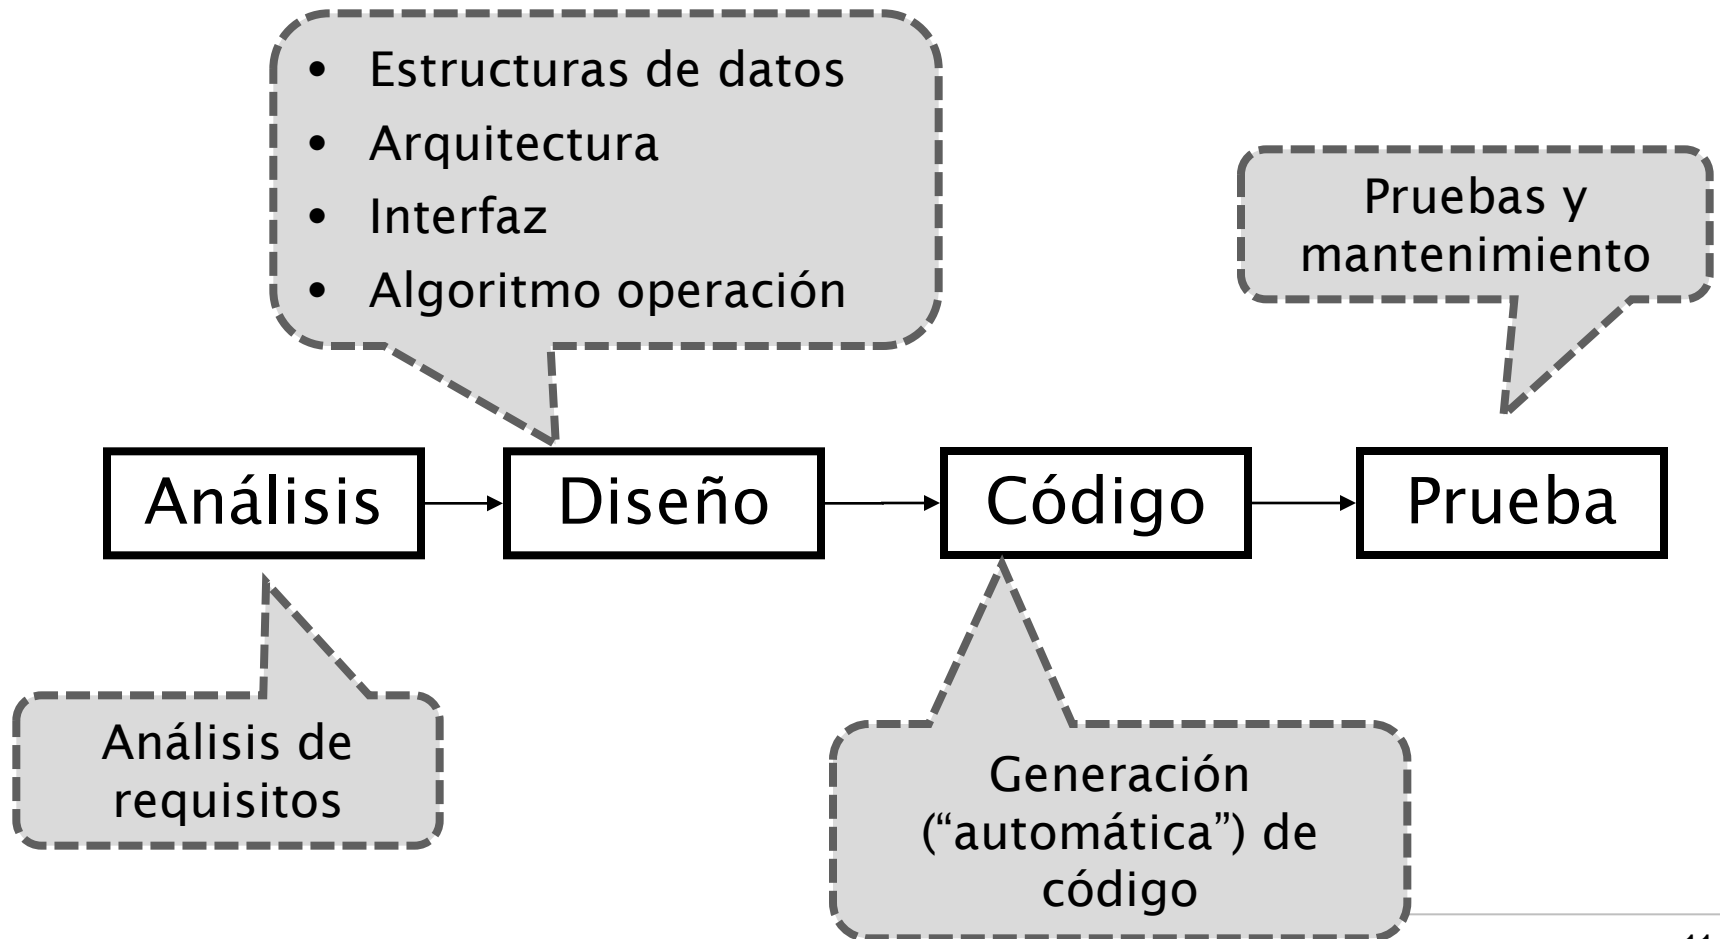 • Estructuras de datos
• Arquitectura
• Interfaz
• Algoritmo operación
Pruebas y
mantenimiento
Análisis
Diseño
Código
Prueba
Análisis de
requisitos
Generación
(“automática”) de
código